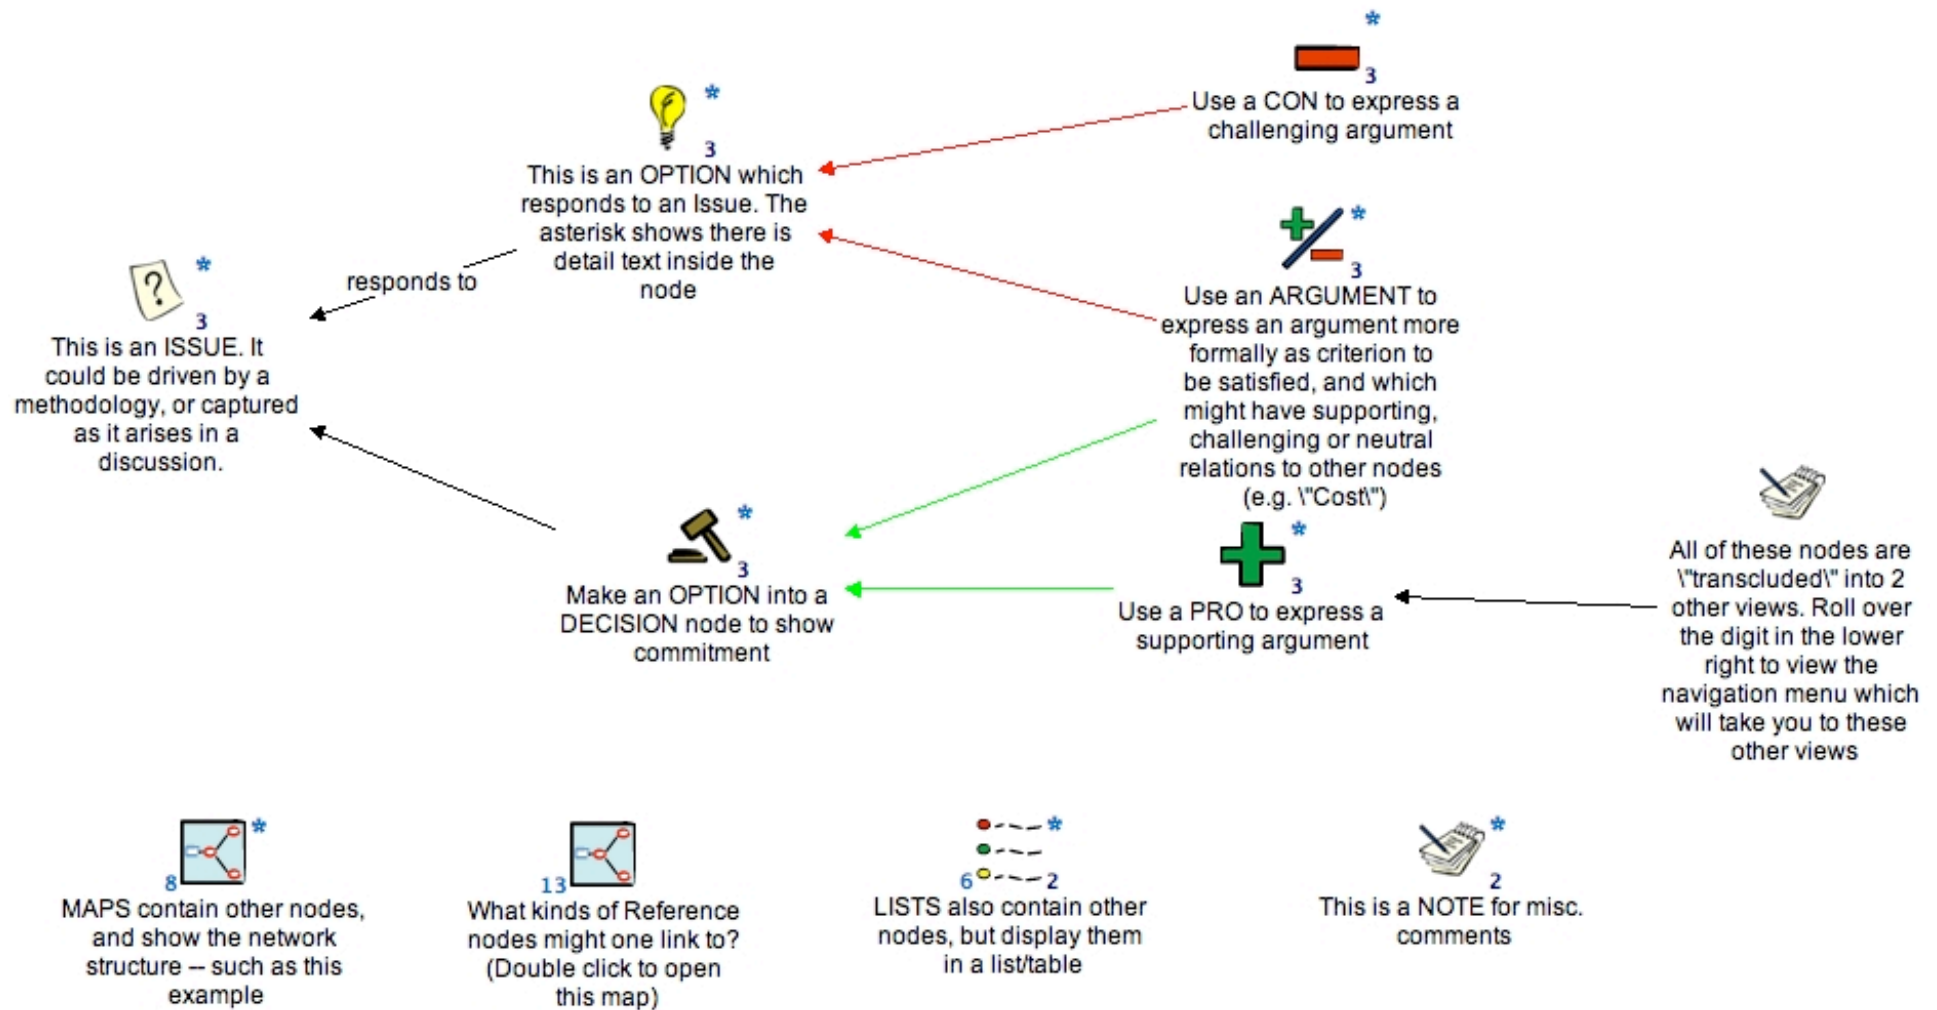 *
3
Use a CON to express a
challenging argument
*
3
This is an OPTION which
responds to an Issue. The
asterisk shows there is
detail text inside the
node
*
3
Use an ARGUMENT to
express an argument more
formally as criterion to
be satisfied, and which
might have supporting,
challenging or neutral
relations to other nodes
(e.g. \"Cost\")
responds to
?
*
3
This is an ISSUE. It
could be driven by a
methodology, or captured
as it arises in a
discussion.
*
3
Make an OPTION into a
DECISION node to show
commitment
*
3
Use a PRO to express a
supporting argument
All of these nodes are
\"transcluded\" into 2
other views. Roll over
the digit in the lower
right to view the
navigation menu which
will take you to these
other views
*
8
MAPS contain other nodes,
and show the network
structure -- such as this
example
13
What kinds of Reference
nodes might one link to?
(Double click to open
this map)
*
6 2
LISTS also contain other
nodes, but display them
in a list/table
*
2
This is a NOTE for misc.
comments